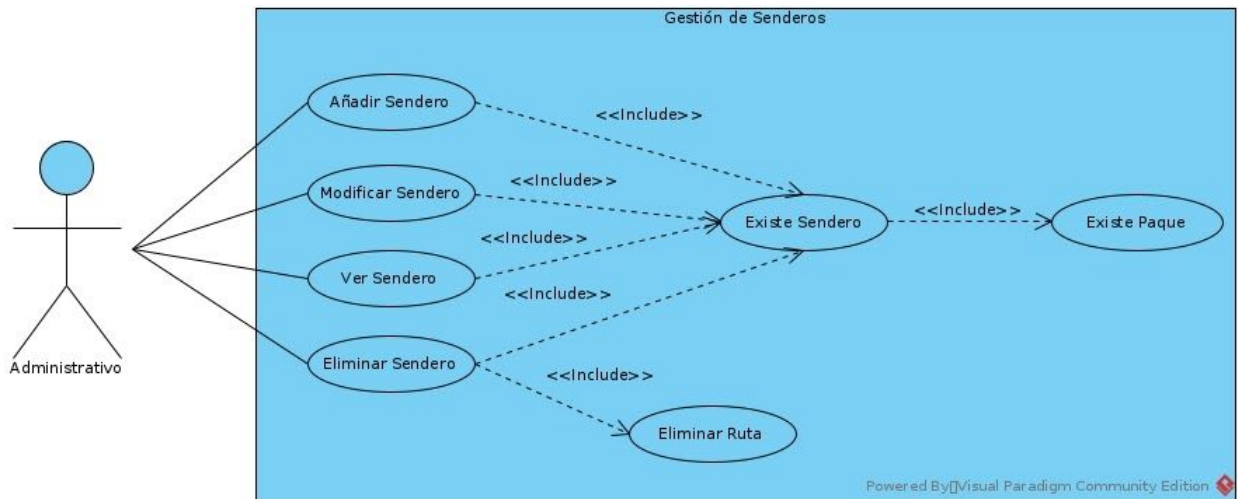 Gestión de Senderos
Añadir Sendero
<<Include>>
Modificar Sendero
<<Include>>
Existe Sendero
<<Include>>
Existe Paque
<<Include>>
Ver Sendero
<<Include>>
Eliminar Sendero
Administrativo
<<Include>>
Eliminar Ruta
Powered By▯Visual Paradigm Community Edition